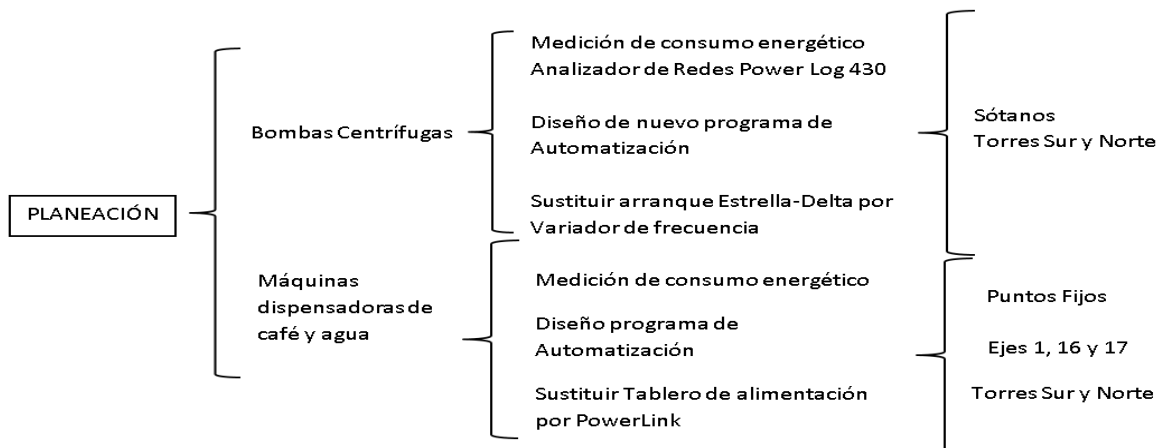 PLANEACIÓN
Bombas Centrífugas
Medición de consumo energético
Analizador de Redes Power Log 430
Diseño de nuevo programa de
Automatización
Sustituir arranque Estrella-Delta por
Variador de frecuencia
Sótanos
Torres Sur y Norte
Máquinas
dispensadoras de
café y agua
Medición de consumo energético
Diseño programa de
Automatización
Sustituir Tablero de alimentación
por PowerLink
Puntos Fijos
Ejes 1, 16 y 17
Torres Sur y Norte